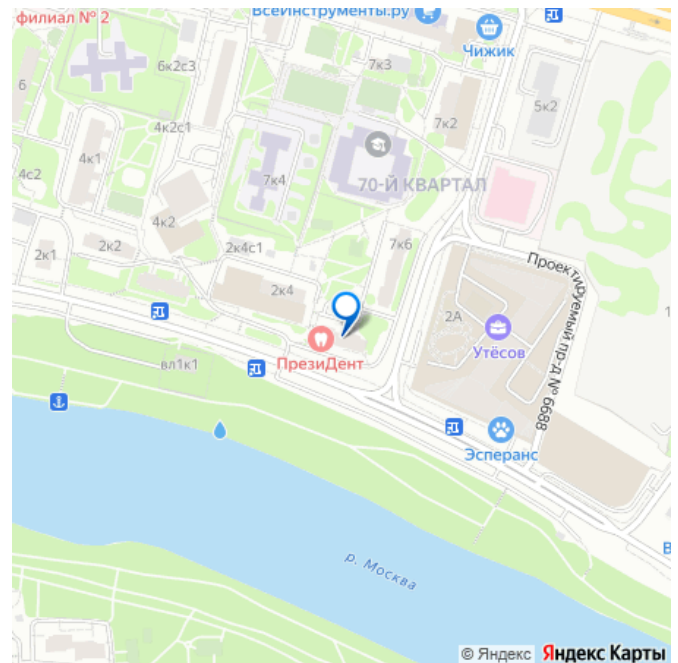 ВсеИнструменты.ру
филиал № 2
Чижик
6к2с3
7к3
6
5к2
7к2
4к2с1
4к1
4с2
7к4
70-Й КВАРТАЛ
4к2
2к2
2к4с1
7к6
2к1
Проектируемый пр-д № 6688
2к4
2А
Утёсов
ПрезиДент
вл1к1
Эсперанс
р. Москва
© Яндекс Яндекс Карты